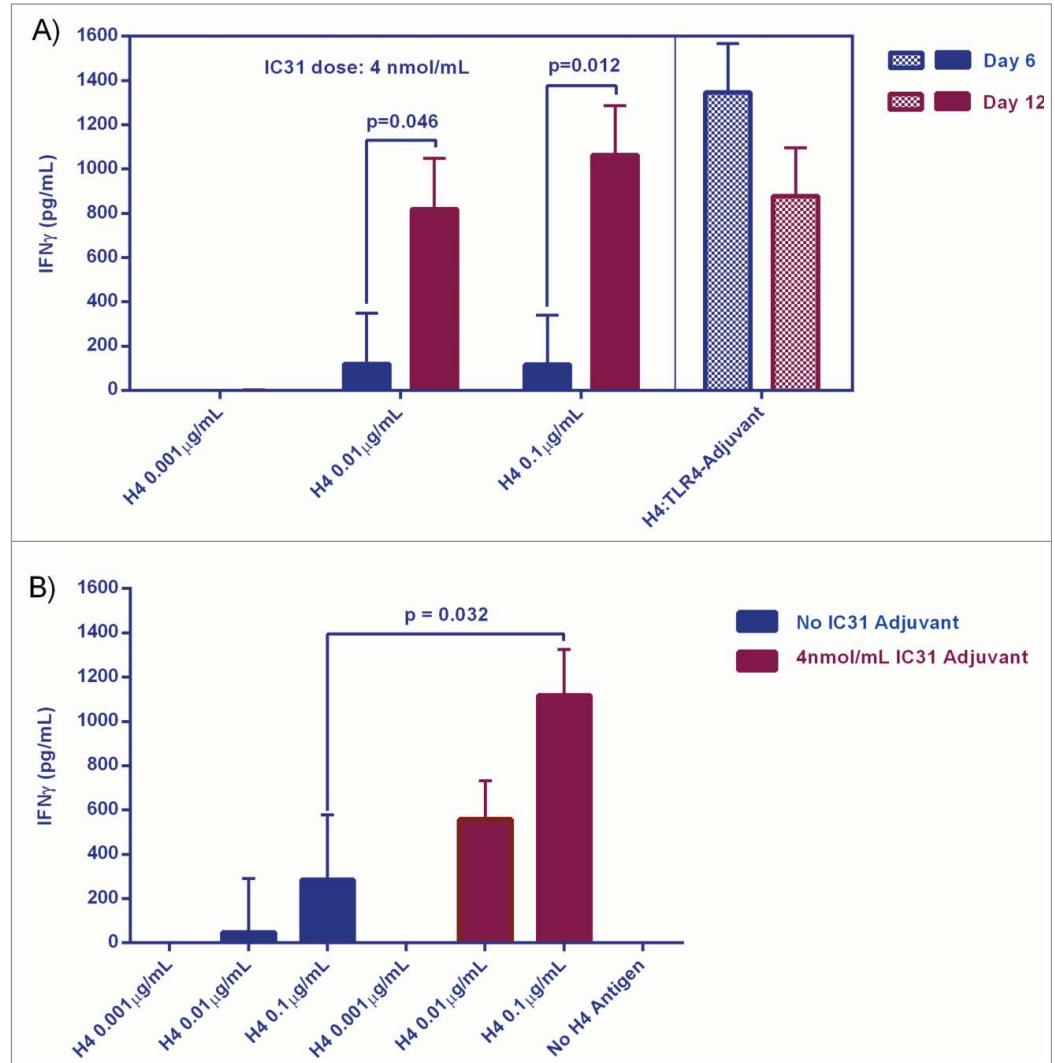 A)
1600
1400
1200
1000
800
600
400
200
0
IFNγ (pg/mL)
IC31 dose: 4 nmol/mL
p=0.046
p=0.012
Day 6
Day 12
H4 0.001µg/mL
H4 0.01µg/mL
H4 0.1µg/mL
H4:TLR4-Adjuvant
B)
1600
1400
1200
1000
800
600
400
200
0
IFNγ (pg/mL)
p = 0.032
No IC31 Adjuvant
4nmol/mL IC31 Adjuvant
H4 0.001µg/mL
H4 0.01µg/mL
H4 0.1µg/mL
H4 0.001µg/mL
H4 0.01µg/mL
H4 0.1µg/mL
No H4 Antigen